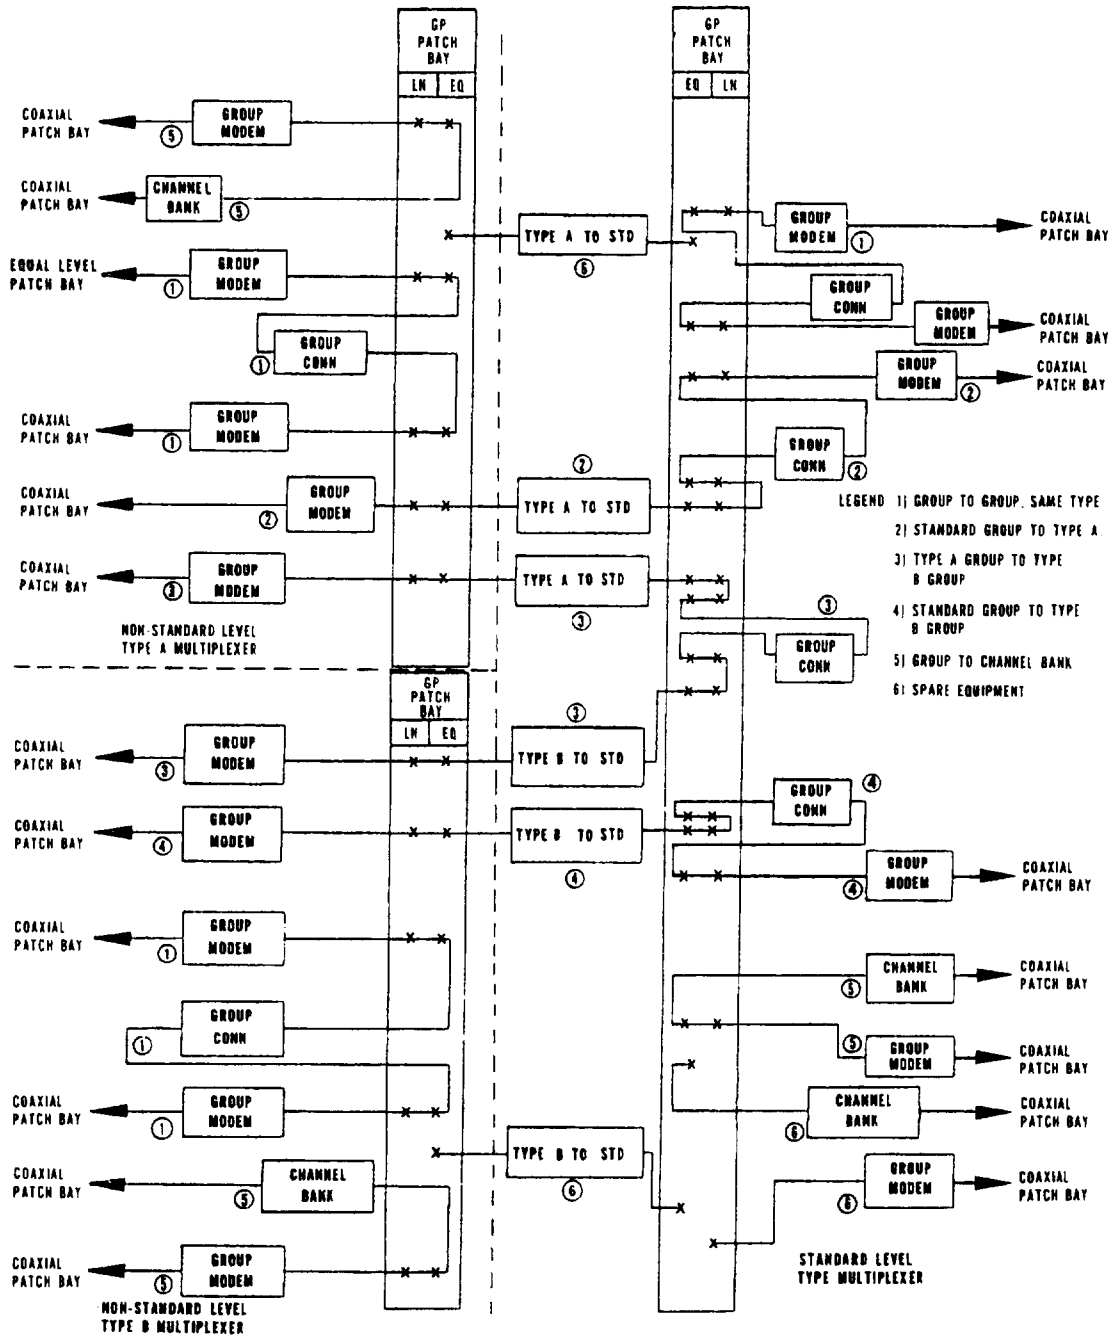 GP
PATCH
BAY
LN EQ
COAXIAL
PATCH BAY
5
GROUP
MODEM
COAXIAL
PATCH BAY
CHANNEL
BANK
5
EQUAL LEVEL
PATCH BAY
1
GROUP
MODEM
1
GROUP
CONN
COAXIAL
PATCH BAY
1
GROUP
MODEM
COAXIAL
PATCH BAY
2
GROUP
MODEM
COAXIAL
PATCH BAY
3
GROUP
MODEM
NON-STANDARD LEVEL
TYPE A MULTIPLEXER
TYPE A TO STD
6
2
TYPE A TO STD
TYPE A TO STD
3
GP
PATCH
BAY
EQ LN
GROUP
MODEM
1
COAXIAL
PATCH BAY
GROUP
CONN
GROUP
MODEM
COAXIAL
PATCH BAY
GROUP
MODEM
2
COAXIAL
PATCH BAY
GROUP
CONN
2
LEGEND 1) GROUP TO GROUP, SAME TYPE
2) STANDARD GROUP TO TYPE A
3) TYPE A GROUP TO TYPE
B GROUP
4) STANDARD GROUP TO TYPE
B GROUP
5) GROUP TO CHANNEL BANK
6) SPARE EQUIPMENT
3
GROUP
CONN
GP
PATCH
BAY
LN EQ
COAXIAL
PATCH BAY
3
GROUP
MODEM
COAXIAL
PATCH BAY
4
GROUP
MODEM
COAXIAL
PATCH BAY
1
GROUP
MODEM
1
GROUP
CONN
COAXIAL
PATCH BAY
1
GROUP
MODEM
COAXIAL
PATCH BAY
5
CHANNEL
BANK
COAXIAL
PATCH BAY
5
GROUP
MODEM
NON-STANDARD LEVEL
TYPE B MULTIPLEXER
3
TYPE B TO STD
TYPE B TO STD
4
TYPE B TO STD
6
GROUP
CONN
4
4
GROUP
MODEM
COAXIAL
PATCH BAY
5
CHANNEL
BANK
COAXIAL
PATCH BAY
5
GROUP
MODEM
COAXIAL
PATCH BAY
6
CHANNEL
BANK
COAXIAL
PATCH BAY
6
GROUP
MODEM
COAXIAL
PATCH BAY
STANDARD LEVEL
TYPE MULTIPLEXER